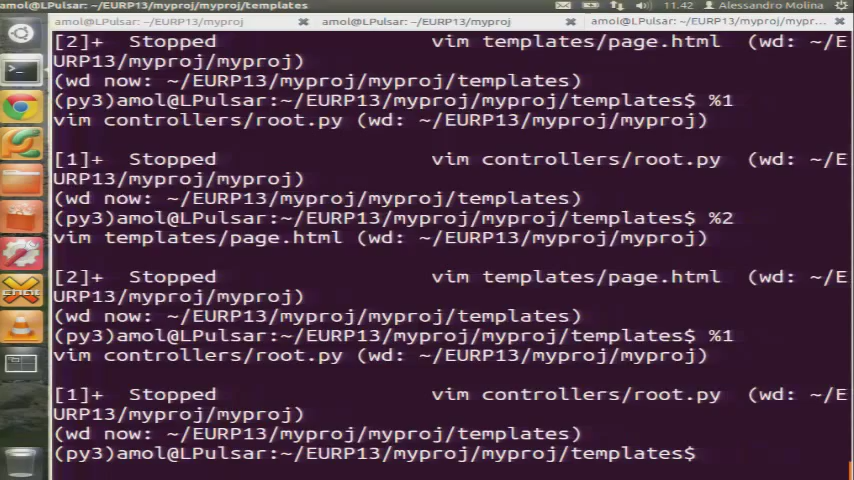 amol@LPulsar: ~/EURP13/myproj/myproj/templates
11.42 Alessandro Molina
amol@LPulsar: ~/EURP13/myproj
amol@LPulsar: ~/EURP13/myproj
amol@LPulsar: ~/EURP13/myproj/mypr...
[2]+  Stopped                 vim templates/page.html  (wd: ~/E
URP13/myproj/myproj)
(wd now: ~/EURP13/myproj/myproj/templates)
(py3)amol@LPulsar:~/EURP13/myproj/myproj/templates$ %1
vim controllers/root.py (wd: ~/EURP13/myproj/myproj)
[1]+  Stopped                 vim controllers/root.py  (wd: ~/E
URP13/myproj/myproj)
(wd now: ~/EURP13/myproj/myproj/templates)
(py3)amol@LPulsar:~/EURP13/myproj/myproj/templates$ %2
vim templates/page.html (wd: ~/EURP13/myproj/myproj)
[2]+  Stopped                 vim templates/page.html  (wd: ~/E
URP13/myproj/myproj)
(wd now: ~/EURP13/myproj/myproj/templates)
(py3)amol@LPulsar:~/EURP13/myproj/myproj/templates$ %1
vim controllers/root.py (wd: ~/EURP13/myproj/myproj)
[1]+  Stopped                 vim controllers/root.py  (wd: ~/E
URP13/myproj/myproj)
(wd now: ~/EURP13/myproj/myproj/templates)
(py3)amol@LPulsar:~/EURP13/myproj/myproj/templates$